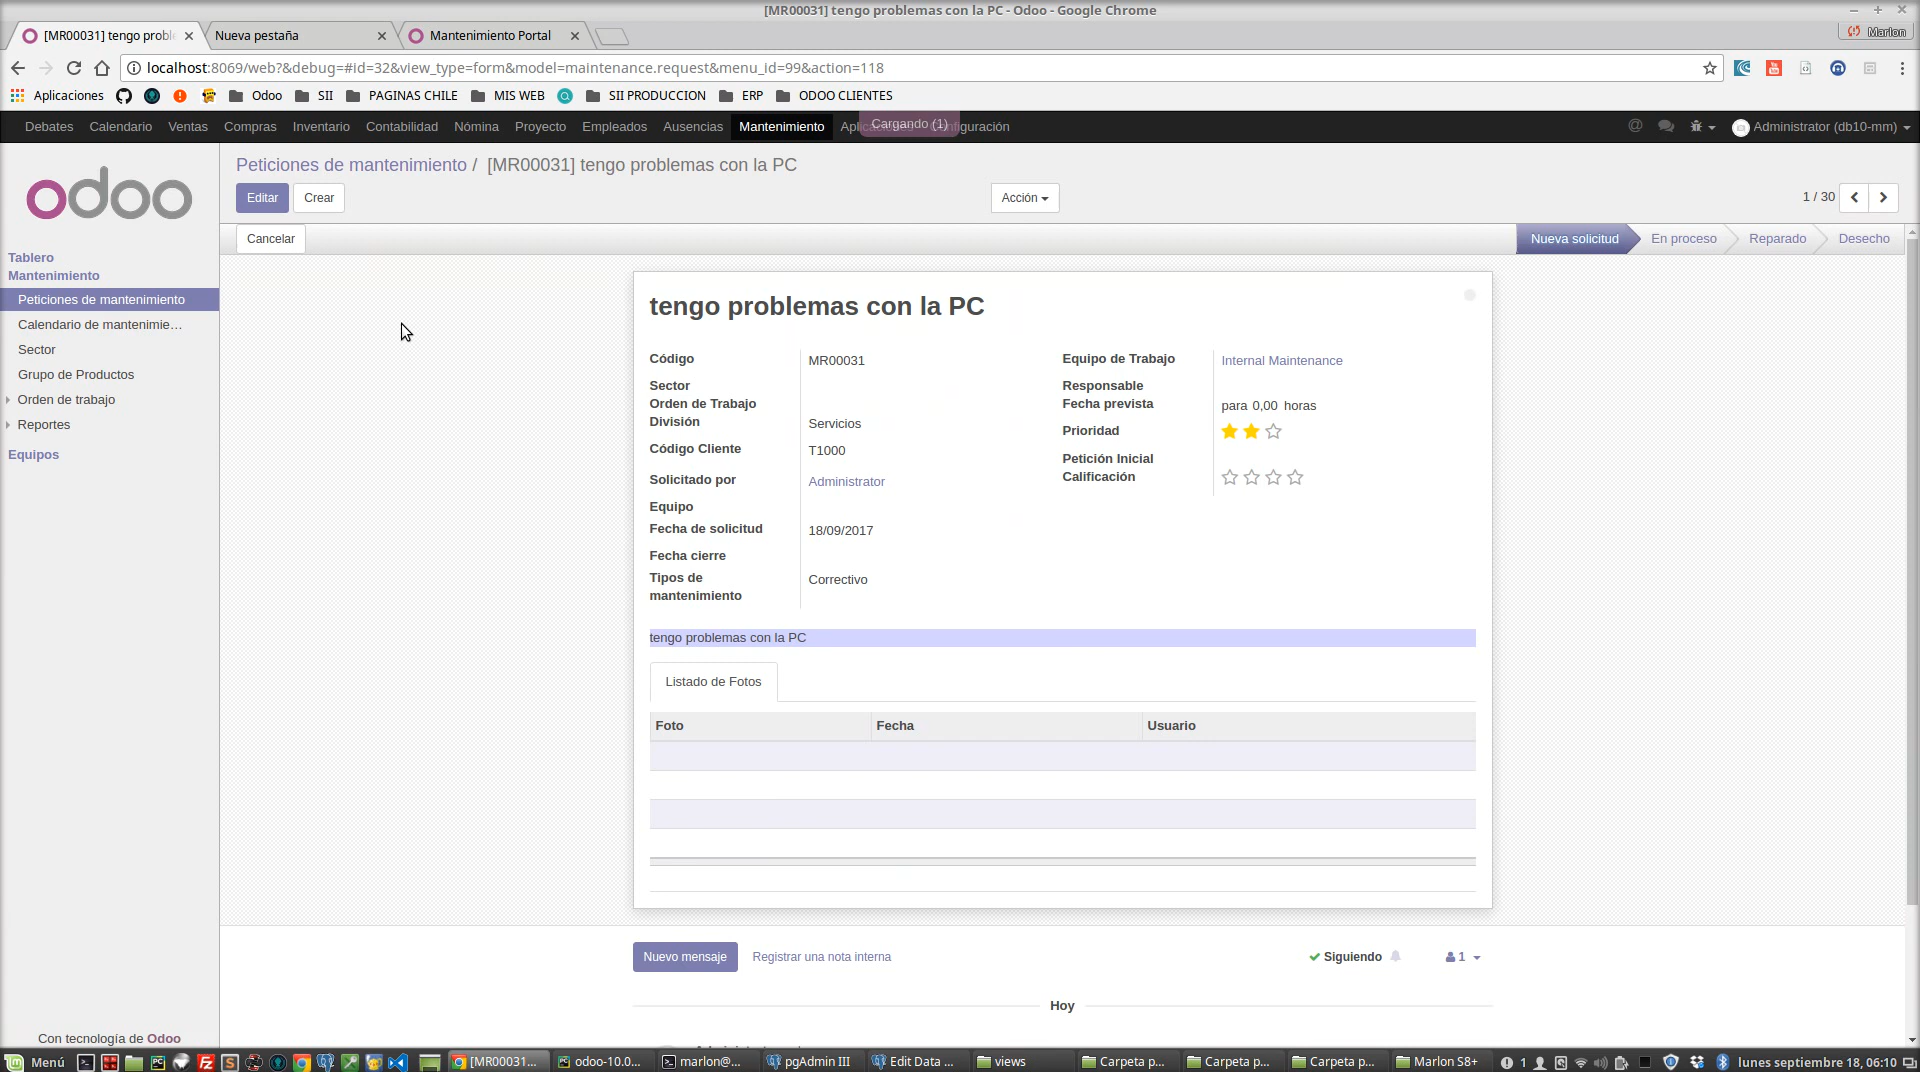 [MR00031] tengo problemas con la PC - Odoo - Google Chrome
[MR00031] tengo probl
Nueva pestaña
Mantenimiento Portal
Marlon
localhost:8069/web?&debug=#id=32&view_type=form&model=maintenance.request&menu_id=99&action=118
Aplicaciones
Odoo
SII
PAGINAS CHILE
MIS WEB
SII PRODUCCION
ERP
ODOO CLIENTES
Debates Calendario Ventas Compras Inventario Contabilidad Nómina Proyecto Empleados Ausencias Mantenimiento
Cargando (1)
Administrator (db10-mm)
odoo
Peticiones de mantenimiento / [MR00031] tengo problemas con la PC
Editar
Crear
Acción
1 / 30
Cancelar
Nueva solicitud
En proceso
Reparado
Desecho
Tablero
Mantenimiento
Peticiones de mantenimiento
Calendario de mantenimie...
Sector
Grupo de Productos
Orden de trabajo
Reportes
Equipos
Con tecnología de Odoo
tengo problemas con la PC
Código MR00031
Sector
Orden de Trabajo
División Servicios
Código Cliente T1000
Solicitado por Administrator
Equipo
Fecha de solicitud 18/09/2017
Fecha cierre
Tipos de mantenimiento Correctivo
Equipo de Trabajo Internal Maintenance
Responsable
Fecha prevista para 0,00 horas
Prioridad
Petición Inicial
Calificación
tengo problemas con la PC
Listado de Fotos
Foto Fecha Usuario
Nuevo mensaje
Registrar una nota interna
Siguiendo
1
Hoy
Menú
[MR00031...
odoo-10.0...
marlon@...
pgAdmin III
Edit Data ...
views
Carpeta p...
Carpeta p...
Carpeta p...
Marlon S8+
1
lunes septiembre 18, 06:10